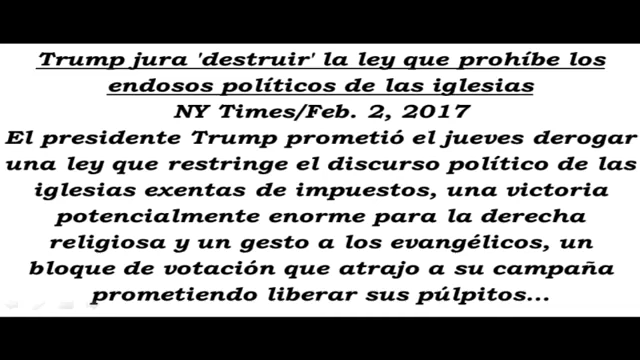 Trump jura 'destruir' la ley que prohíbe los
endosos políticos de las iglesias
NY Times/Feb. 2, 2017
El presidente Trump prometió el jueves derogar
una ley que restringe el discurso político de las
iglesias exentas de impuestos, una victoria
potencialmente enorme para la derecha
religiosa y un gesto a los evangélicos, un
bloque de votación que atrajo a su campaña
prometiendo liberar sus púlpitos...